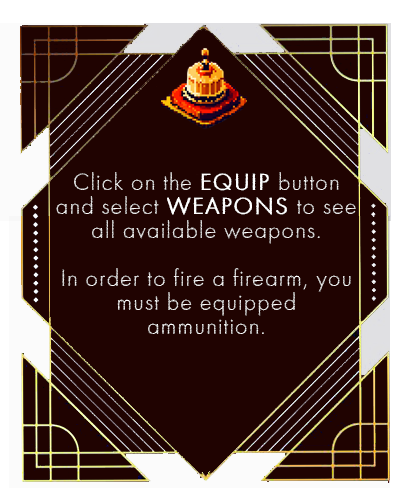 Click on the EQUIP button
and select WEAPONS to see
all available weapons.
In order to fire a firearm, you
must be equipped
ammunition.